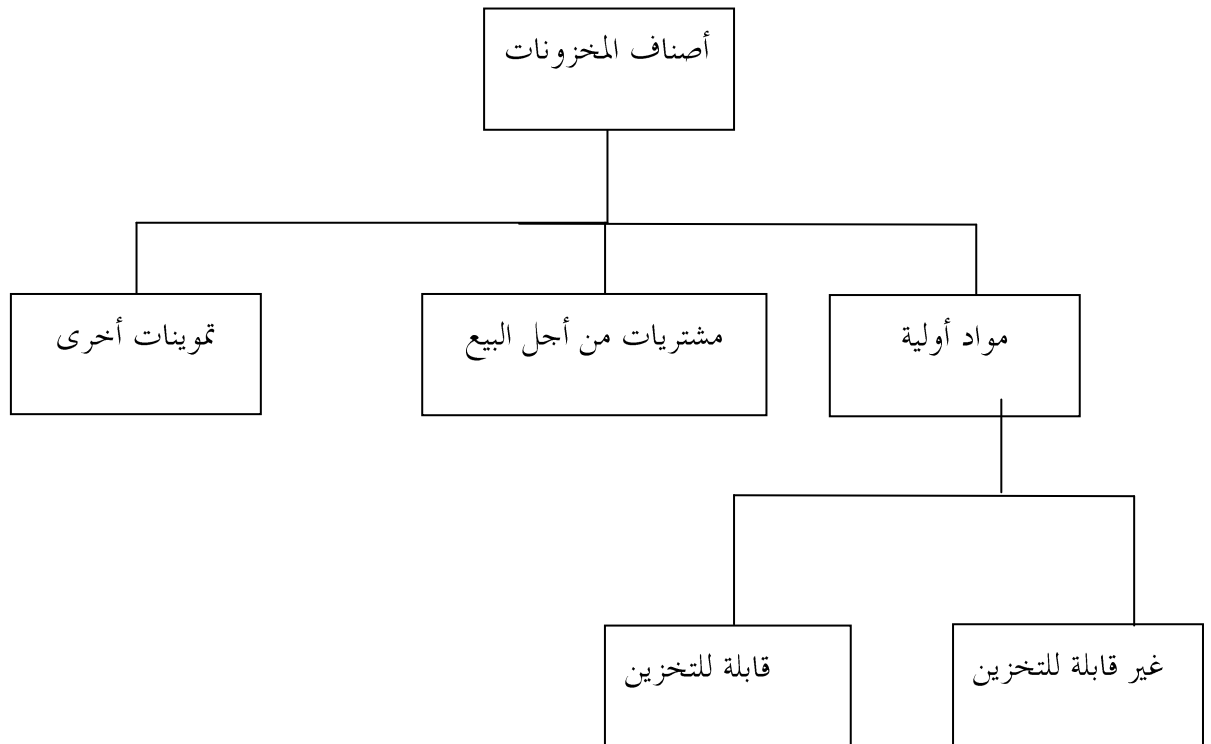 أصناف المخزونات
مواد أولية
مشتريات من أجل البيع
تموينات أخرى
غير قابلة للتخزين
قابلة للتخزين